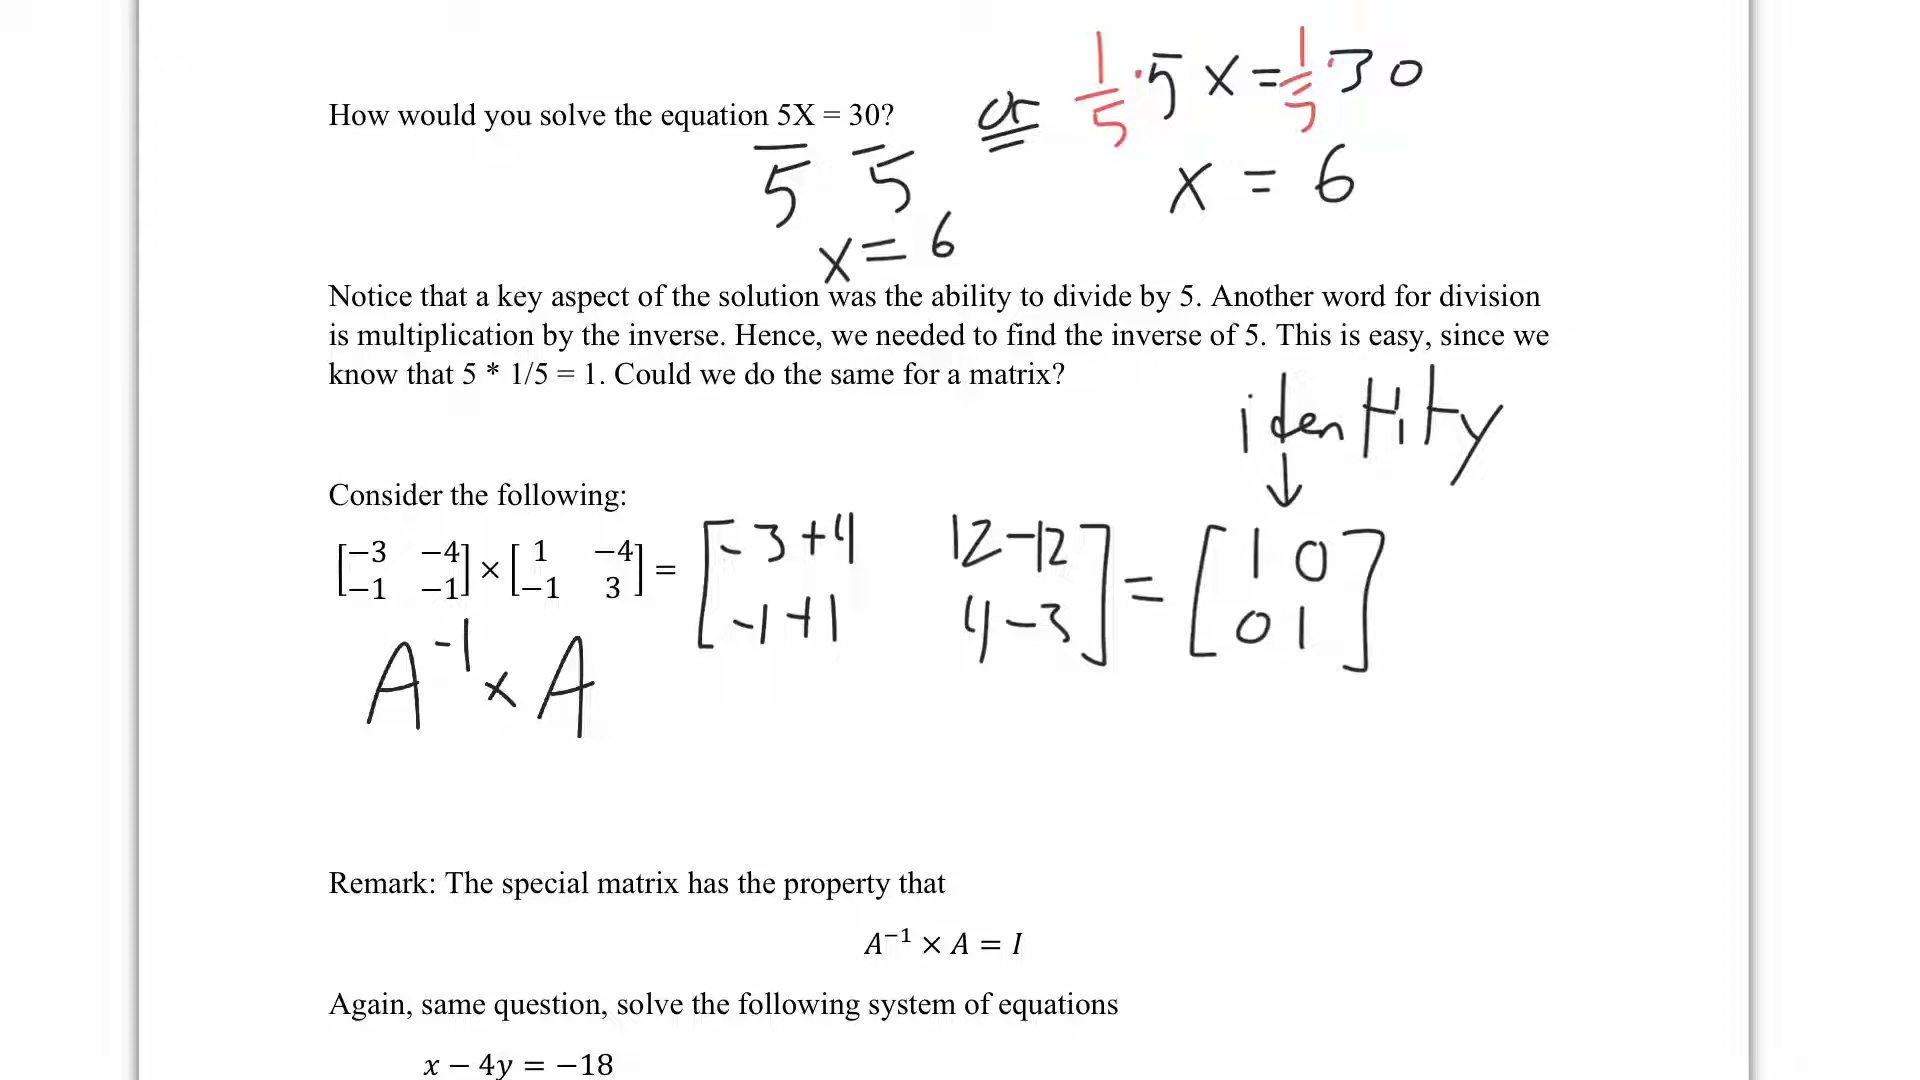 How would you solve the equation 5X = 30?
5 5
x = 6
or 1/5 · 5 x = 1/5 · 30
x = 6
Notice that a key aspect of the solution was the ability to divide by 5. Another word for division
is multiplication by the inverse. Hence, we needed to find the inverse of 5. This is easy, since we
know that 5 * 1/5 = 1. Could we do the same for a matrix?
identity
↓
Consider the following:
[−3 −4] × [1 −4] = [-3+4 12-12] = [1 0]
[−1 −1] [−1 3] [-1+1 4-3] [0 1]
A⁻¹ × A
Remark: The special matrix has the property that
A⁻¹ × A = I
Again, same question, solve the following system of equations
x − 4y = −18